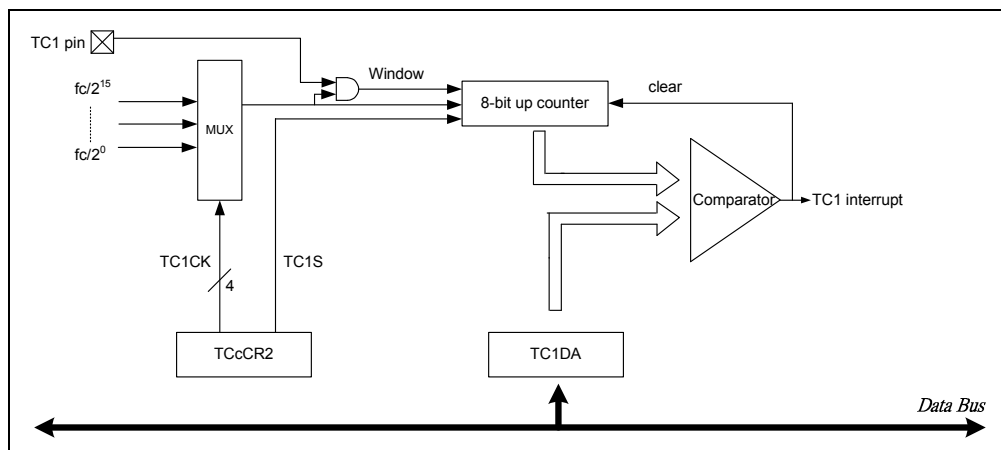 TC1 pin
Window
clear
fc/2¹⁵
8-bit up counter
MUX
fc/2⁰
Comparator
TC1 interrupt
TC1CK
TC1S
4
TCcCR2
TC1DA
Data Bus